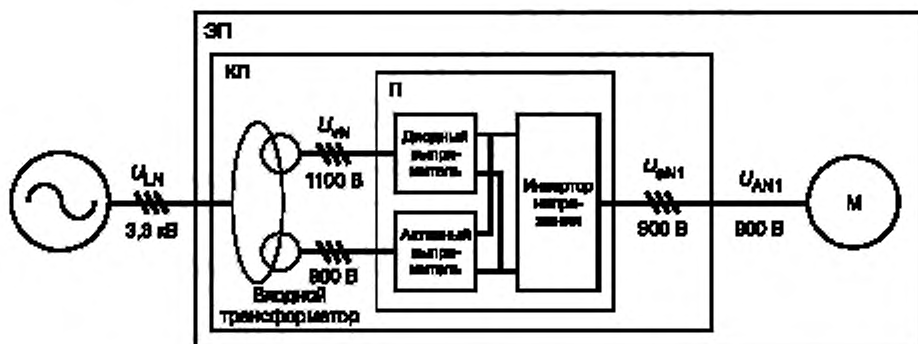 ЭП
КП
П
U_vN
1100 В
Диодный
выпря-
митель
U_LN
3,3 кВ
Инвертор
напря-
жения
U_aN1
900 В
U_AN1
900 В
М
Активный
выпря-
митель
Входной
трансформатор